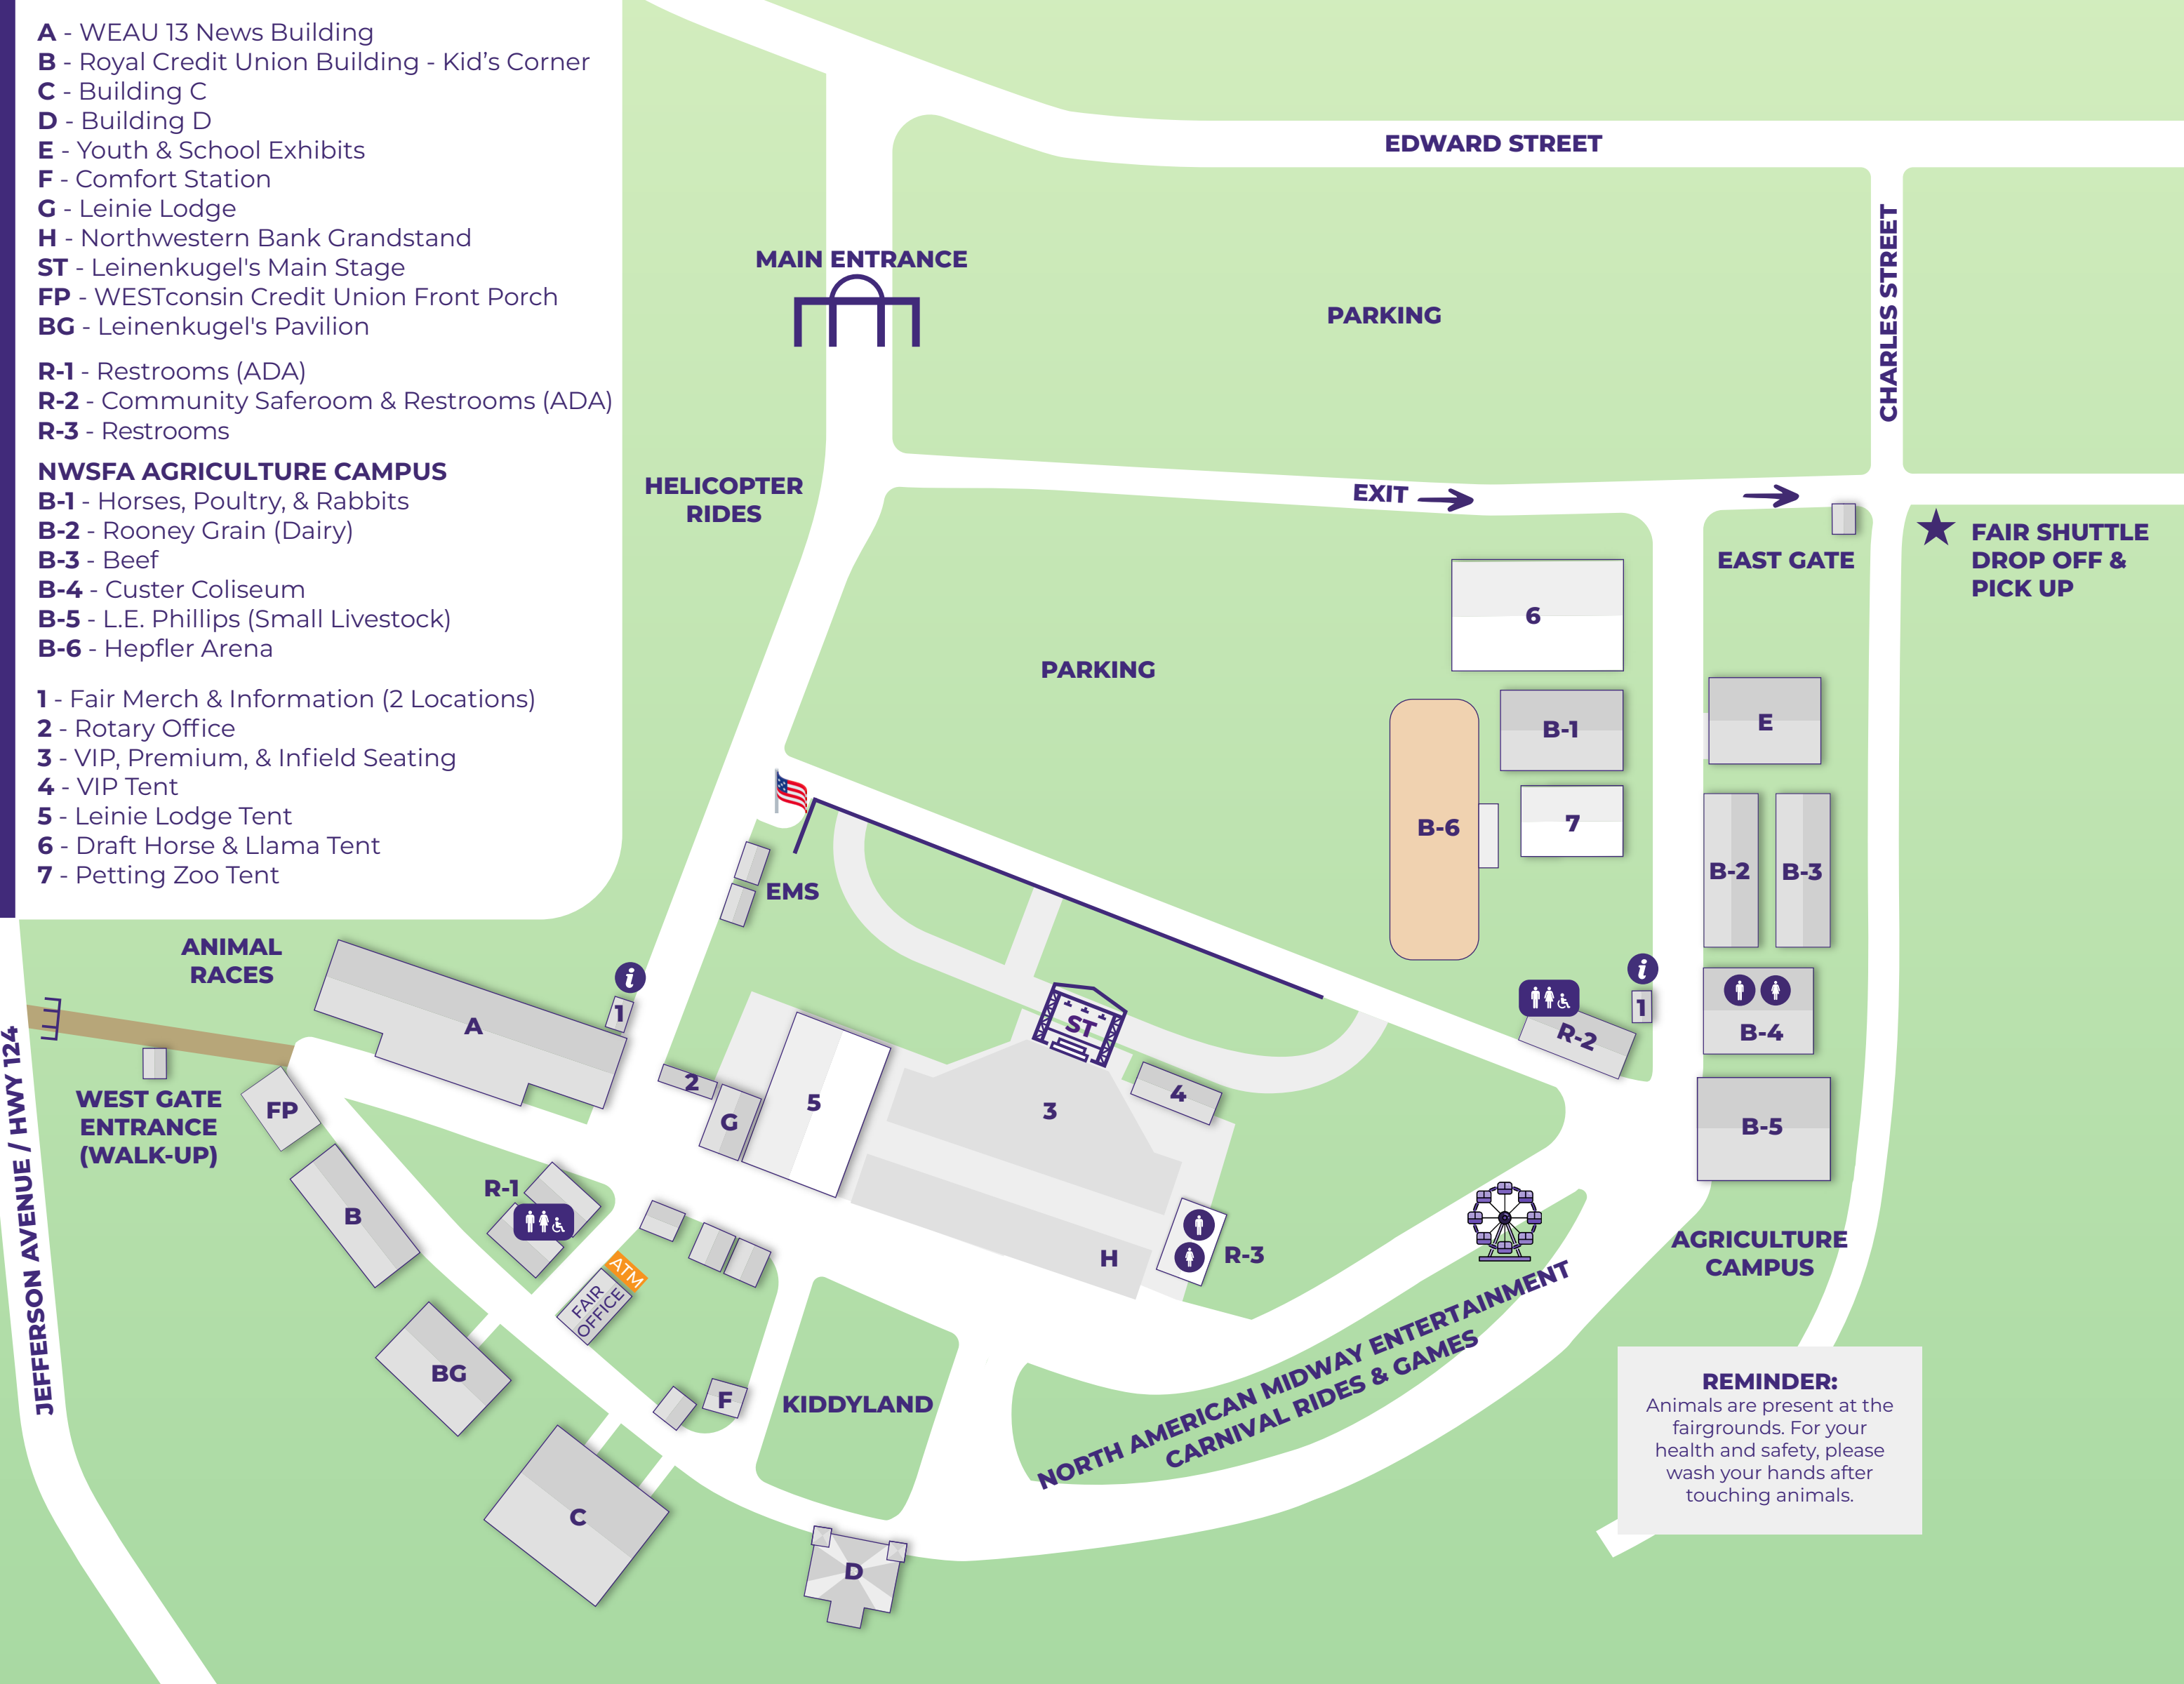 A - WEAU 13 News Building
B - Royal Credit Union Building - Kid’s Corner
C - Building C
D - Building D
E - Youth & School Exhibits
F - Comfort Station
G - Leinie Lodge
H - Northwestern Bank Grandstand
ST - Leinenkugel's Main Stage
FP - WESTconsin Credit Union Front Porch
BG - Leinenkugel's Pavilion
R-1 - Restrooms (ADA)
R-2 - Community Saferoom & Restrooms (ADA)
R-3 - Restrooms
NWSFA AGRICULTURE CAMPUS
B-1 - Horses, Poultry, & Rabbits
B-2 - Rooney Grain (Dairy)
B-3 - Beef
B-4 - Custer Coliseum
B-5 - L.E. Phillips (Small Livestock)
B-6 - Hepfler Arena
1 - Fair Merch & Information (2 Locations)
2 - Rotary Office
3 - VIP, Premium, & Infield Seating
4 - VIP Tent
5 - Leinie Lodge Tent
6 - Draft Horse & Llama Tent
7 - Petting Zoo Tent
EDWARD STREET
CHARLES STREET
MAIN ENTRANCE
PARKING
HELICOPTER
RIDES
EXIT
EAST GATE
FAIR SHUTTLE
DROP OFF &
PICK UP
PARKING
6
B-1
E
7
B-6
B-2
B-3
EMS
ANIMAL
RACES
i
1
A
i
1
R-2
B-4
B-5
ST
2
G
5
3
4
WEST GATE
ENTRANCE
(WALK-UP)
JEFFERSON AVENUE / HWY 124
FP
B
R-1
ATM
FAIR
OFFICE
H
R-3
AGRICULTURE
CAMPUS
BG
F
KIDDYLAND
NORTH AMERICAN MIDWAY ENTERTAINMENT
CARNIVAL RIDES & GAMES
C
D
REMINDER:
Animals are present at the
fairgrounds. For your
health and safety, please
wash your hands after
touching animals.